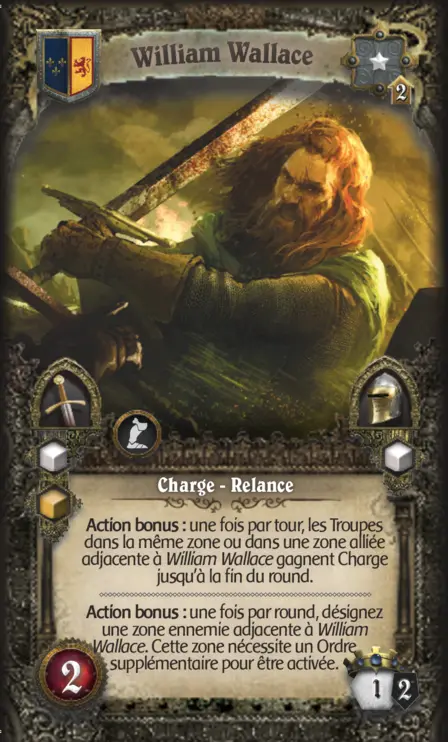 William Wallace
2
Charge - Relance
Action bonus : une fois par tour, les Troupes
dans la même zone ou dans une zone alliée
adjacente à William Wallace gagnent Charge
jusqu'à la fin du round.
Action bonus : une fois par round, désignez
une zone ennemie adjacente à William
Wallace. Cette zone nécessite un Ordre
supplémentaire pour être activée.
2
1 2